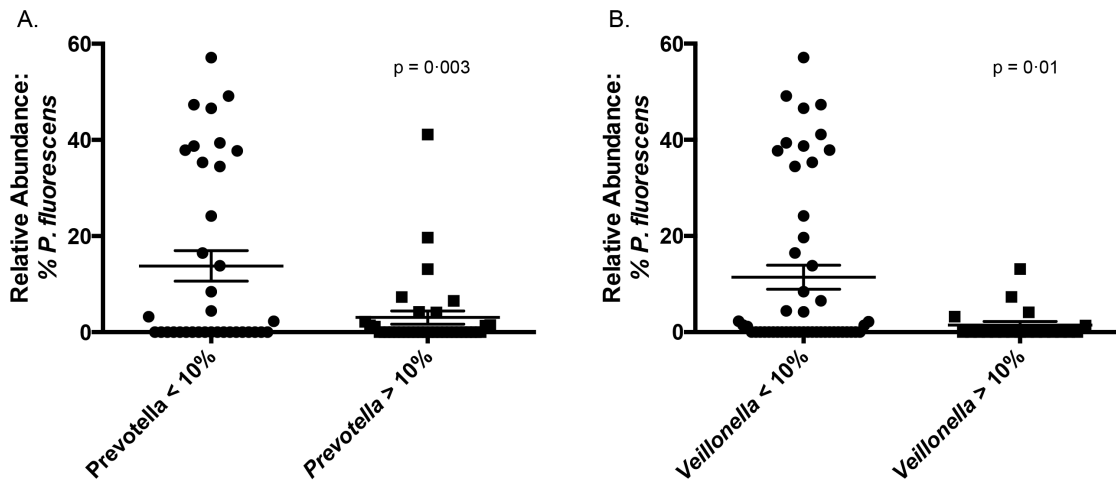 A.
Relative Abundance:
% P. fluorescens
60
40
20
0
p = 0·003
Prevotella < 10%
Prevotella > 10%
B.
Relative Abundance:
% P. fluorescens
60
40
20
0
p = 0·01
Veillonella < 10%
Veillonella > 10%